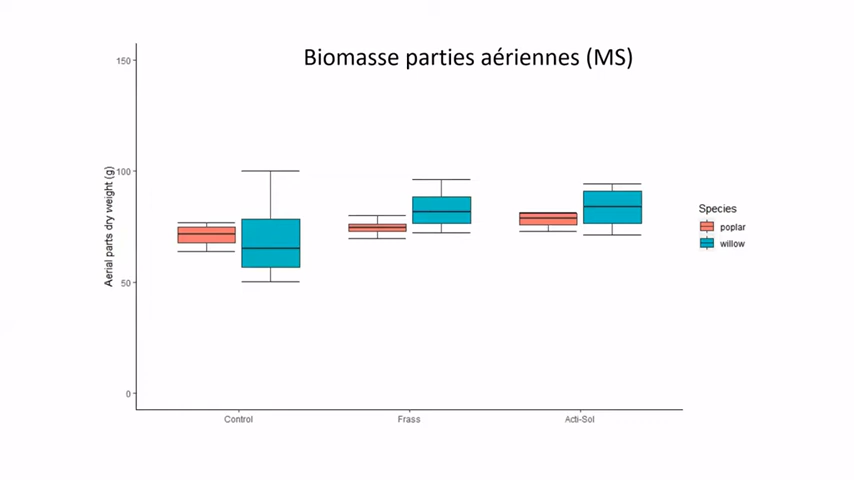 Biomasse parties aériennes (MS)
150
100
50
0
Aerial parts dry weight (g)
Control
Frass
Acti-Sol
Species
poplar
willow